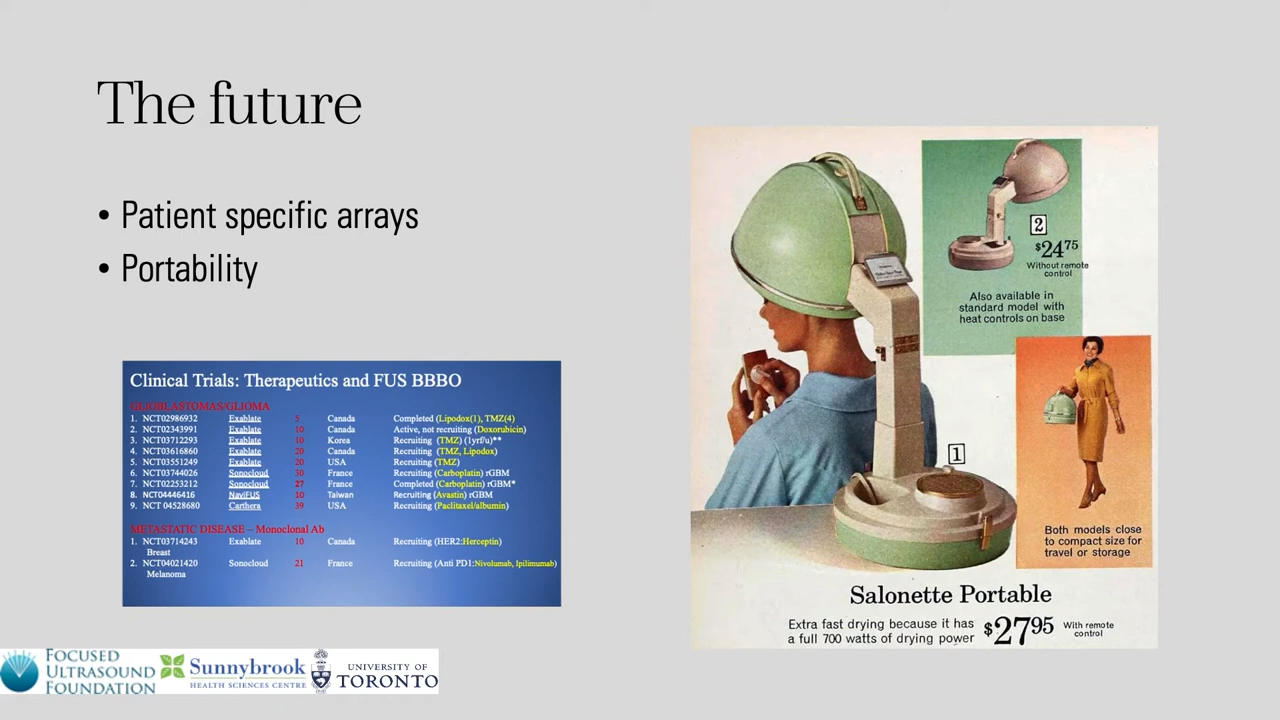 The future
• Patient specific arrays
• Portability
Clinical Trials: Therapeutics and FUS BBBO
GLIOBLASTOMAS/GLIOMA
1. NCT02986932 Exablate 5 Canada Completed (Lipodox(1), TMZ(4)
2. NCT02343991 Exablate 10 Canada Active, not recruiting (Doxorubicin)
3. NCT03712293 Exablate 10 Korea Recruiting (TMZ) (1yrf/u)**
4. NCT03616860 Exablate 20 Canada Recruiting (TMZ, Lipodox)
5. NCT03551249 Exablate 20 USA Recruiting (TMZ)
6. NCT03744026 Sonocloud 30 France Recruiting (Carboplatin) rGBM
7. NCT02253212 Sonocloud 27 France Completed (Carboplatin) rGBM*
8. NCT04446416 NaviFUS 10 Taiwan Recruiting (Avastin) rGBM
9. NCT 04528680 Carthera 39 USA Recruiting (Paclitaxel/albumin)
METASTATIC DISEASE – Monoclonal Ab
1. NCT03714243 Exablate 10 Canada Recruiting (HER2:Herceptin)
Breast
2. NCT04021420 Sonocloud 21 France Recruiting (Anti PD1:Nivolumab, Ipilimumab)
Melanoma
2
$24.75
Without remote
control
Also available in
standard model with
heat controls on base
1
Both models close
to compact size for
travel or storage
Salonette Portable
Extra fast drying because it has
a full 700 watts of drying power
$27.95
With remote
control
FOCUSED
ULTRASOUND
FOUNDATION
Sunnybrook
HEALTH SCIENCES CENTRE
UNIVERSITY OF
TORONTO